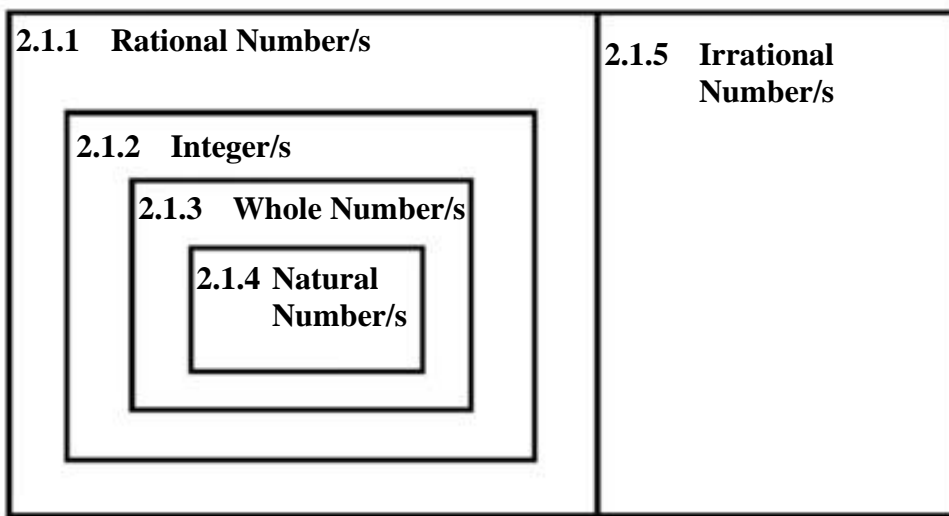 2.1.1 Rational Number/s
2.1.5 Irrational
Number/s
2.1.2 Integer/s
2.1.3 Whole Number/s
2.1.4 Natural
Number/s